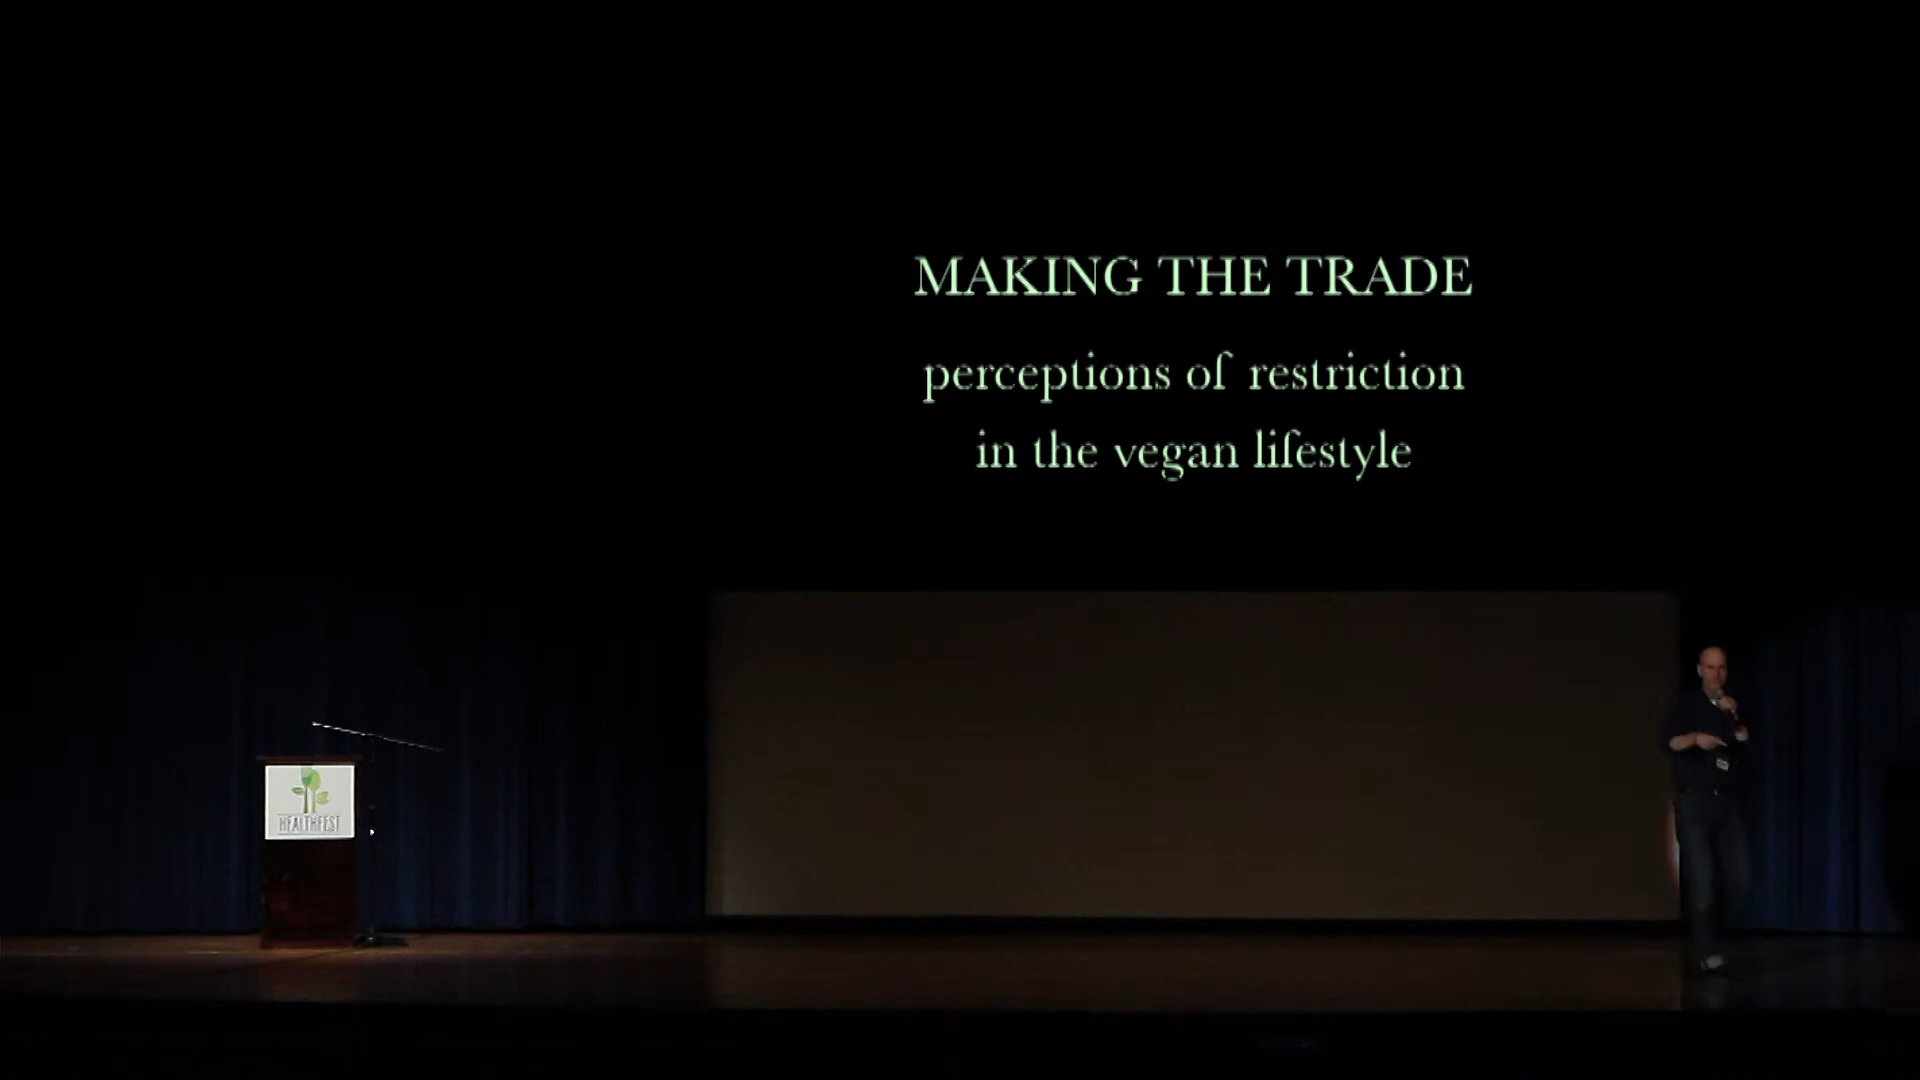 MAKING THE TRADE
perceptions of restriction
in the vegan lifestyle
HEALTHFEST